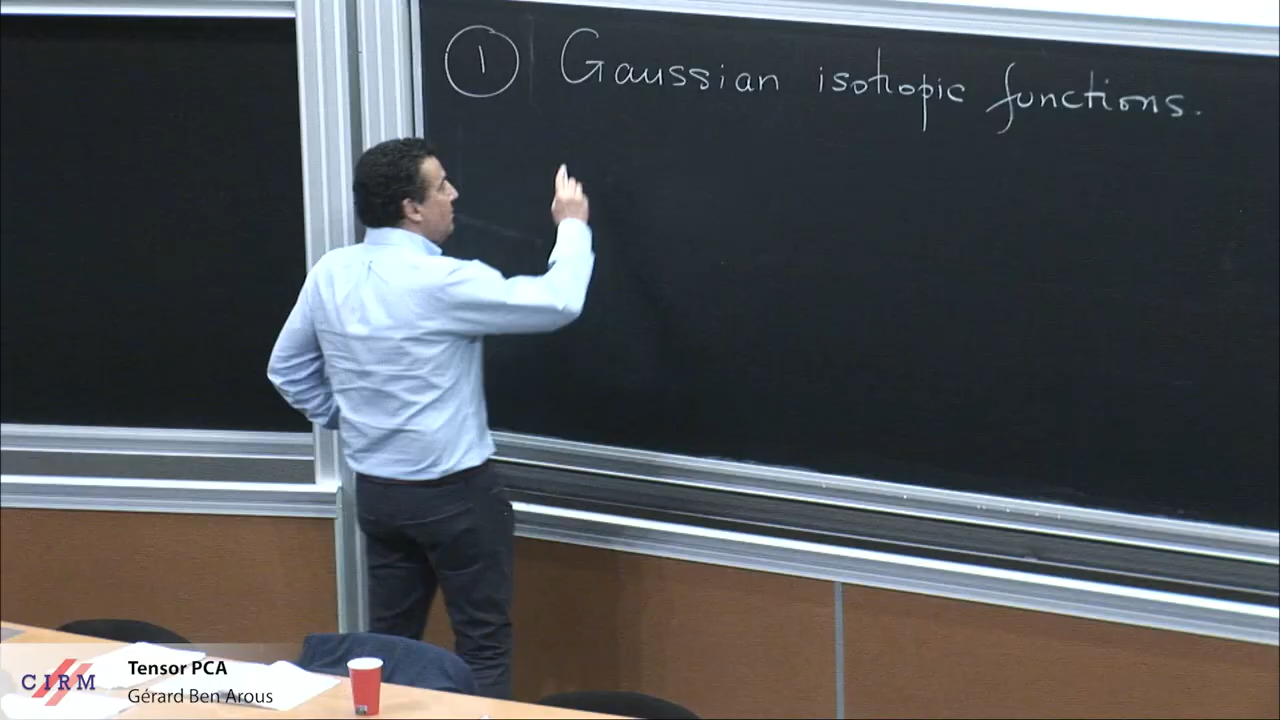 ① Gaussian isotropic functions.
CIRM
Tensor PCA
Gérard Ben Arous